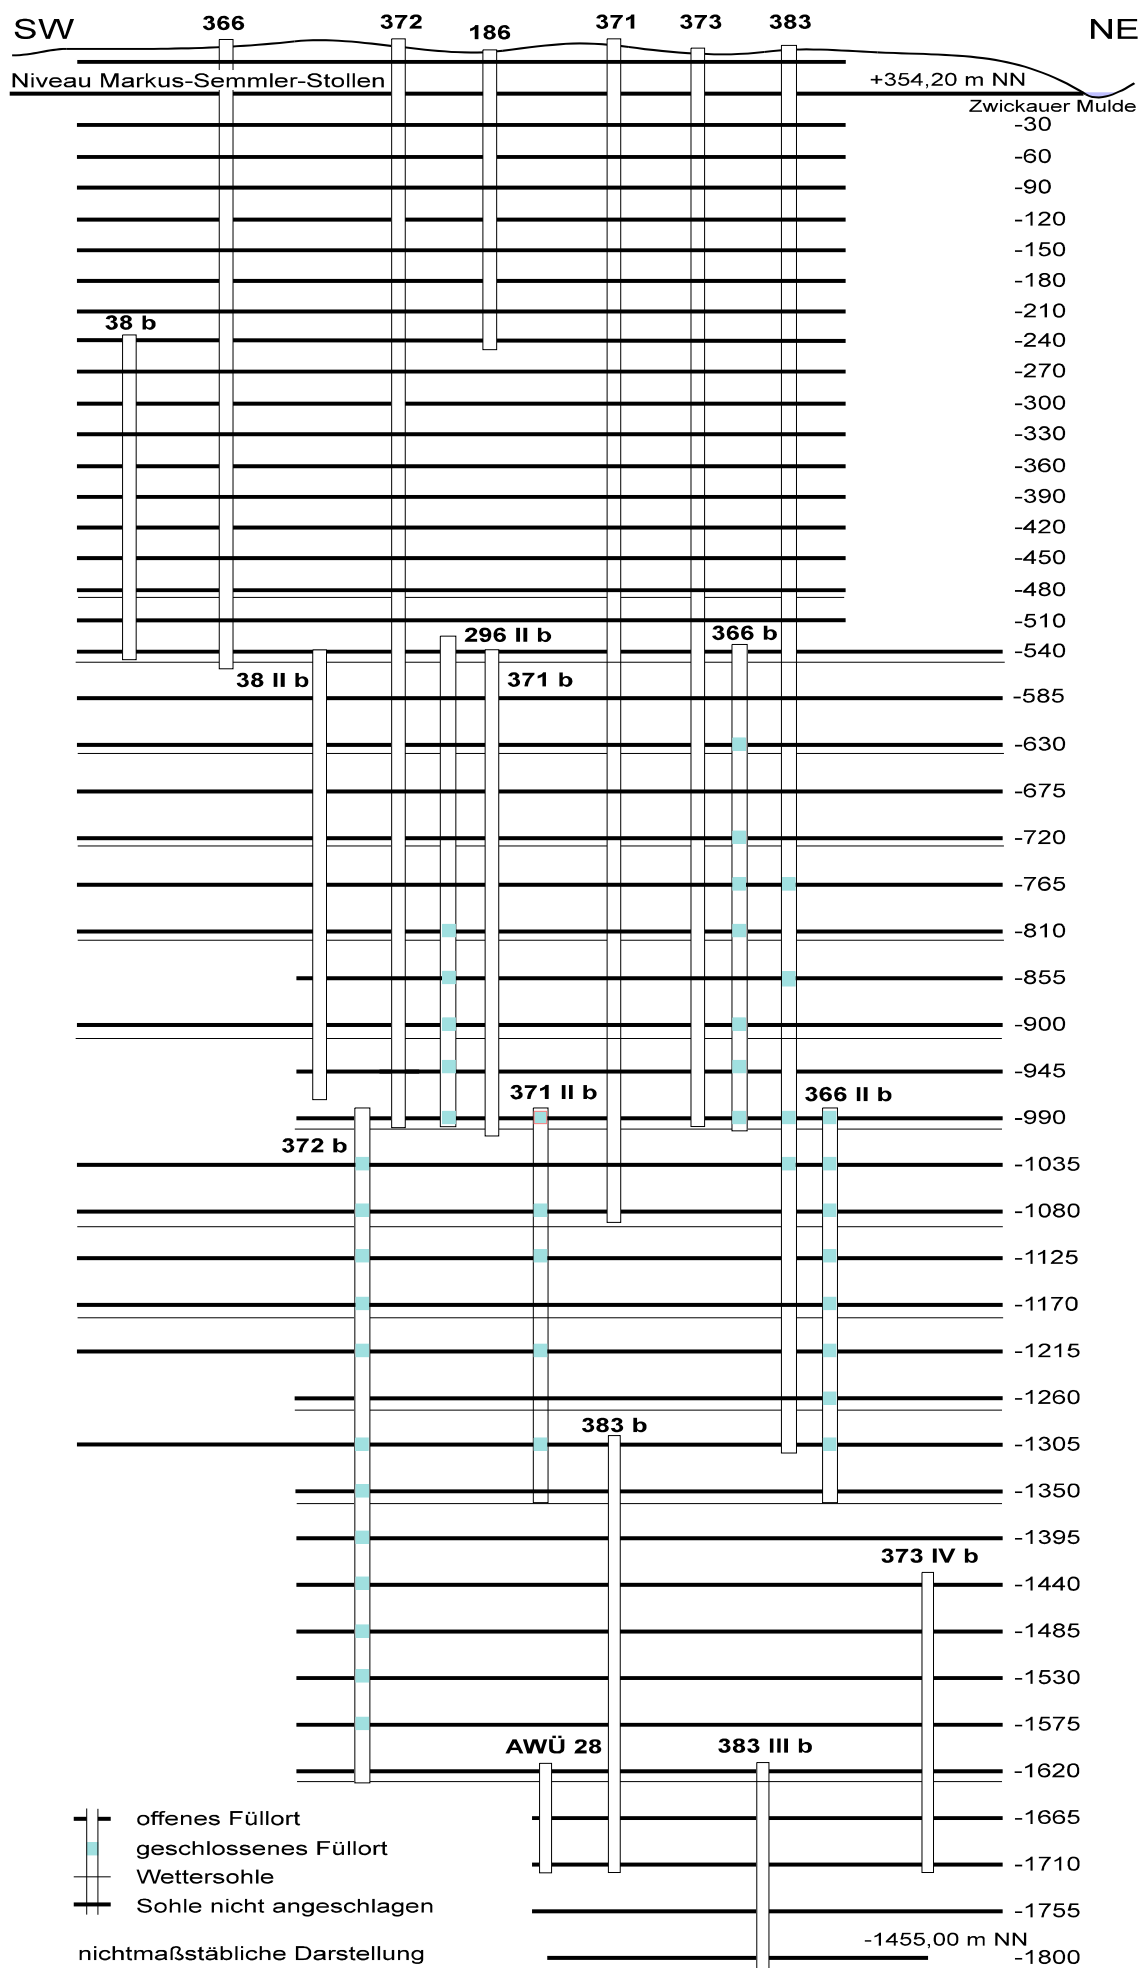 SW 366 372 186 371 373 383 NE
Niveau Markus-Semmler-Stollen +354,20 m NN
Zwickauer Mulde
-30
-60
-90
-120
-150
-180
-210
38 b
-240
-270
-300
-330
-360
-390
-420
-450
-480
-510
296 II b 366 b
-540
38 II b 371 b
-585
-630
-675
-720
-765
-810
-855
-900
-945
371 II b 366 II b
-990
372 b
-1035
-1080
-1125
-1170
-1215
-1260
383 b
-1305
-1350
-1395
373 IV b
-1440
-1485
-1530
-1575
AWÜ 28 383 III b
-1620
offenes Füllort -1665
geschlossenes Füllort
-1710
Wettersohle
Sohle nicht angeschlagen
-1755
-1455,00 m NN
nichtmaßstäbliche Darstellung
-1800